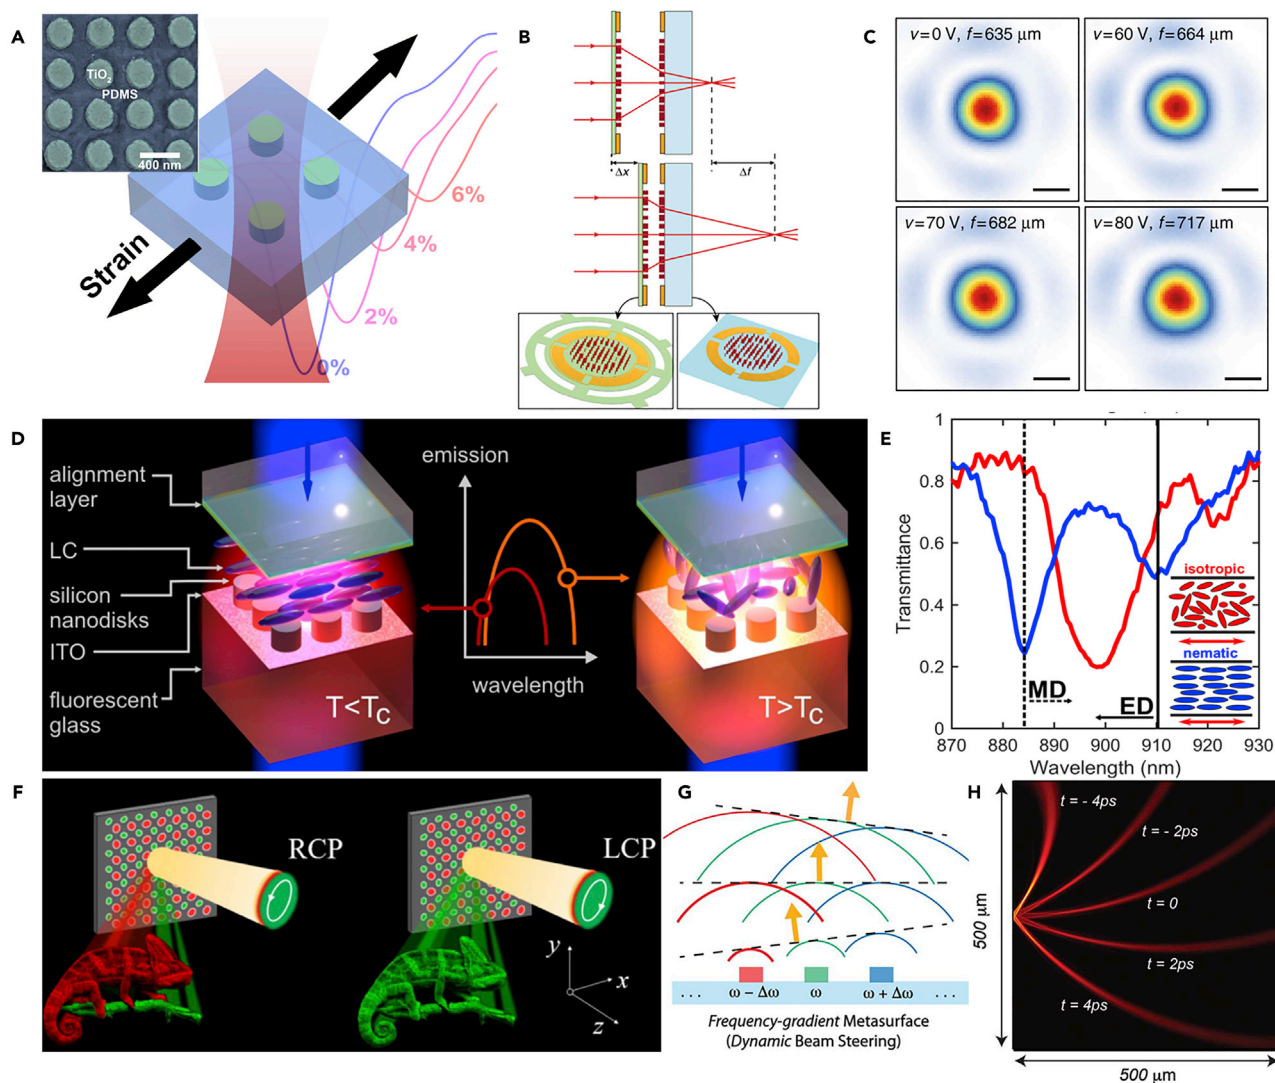 A
TiO2
PDMS
400 nm
Strain
0%
2%
4%
6%
B
Δx
Δf
C
v=0 V, f=635 μm
v=60 V, f=664 μm
v=70 V, f=682 μm
v=80 V, f=717 μm
D
alignment
layer
LC
silicon
nanodisks
ITO
fluorescent
glass
T<TC
emission
wavelength
T>TC
E
Transmittance
1
0.8
0.6
0.4
0.2
0
isotropic
nematic
MD
ED
870
880
890
900
910
920
930
Wavelength (nm)
F
RCP
LCP
y
x
z
G
... ω − Δω ω ω + Δω ...
Frequency-gradient Metasurface
(Dynamic Beam Steering)
H
500 μm
t = - 4ps
t = - 2ps
t = 0
t = 2ps
t = 4ps
500 μm